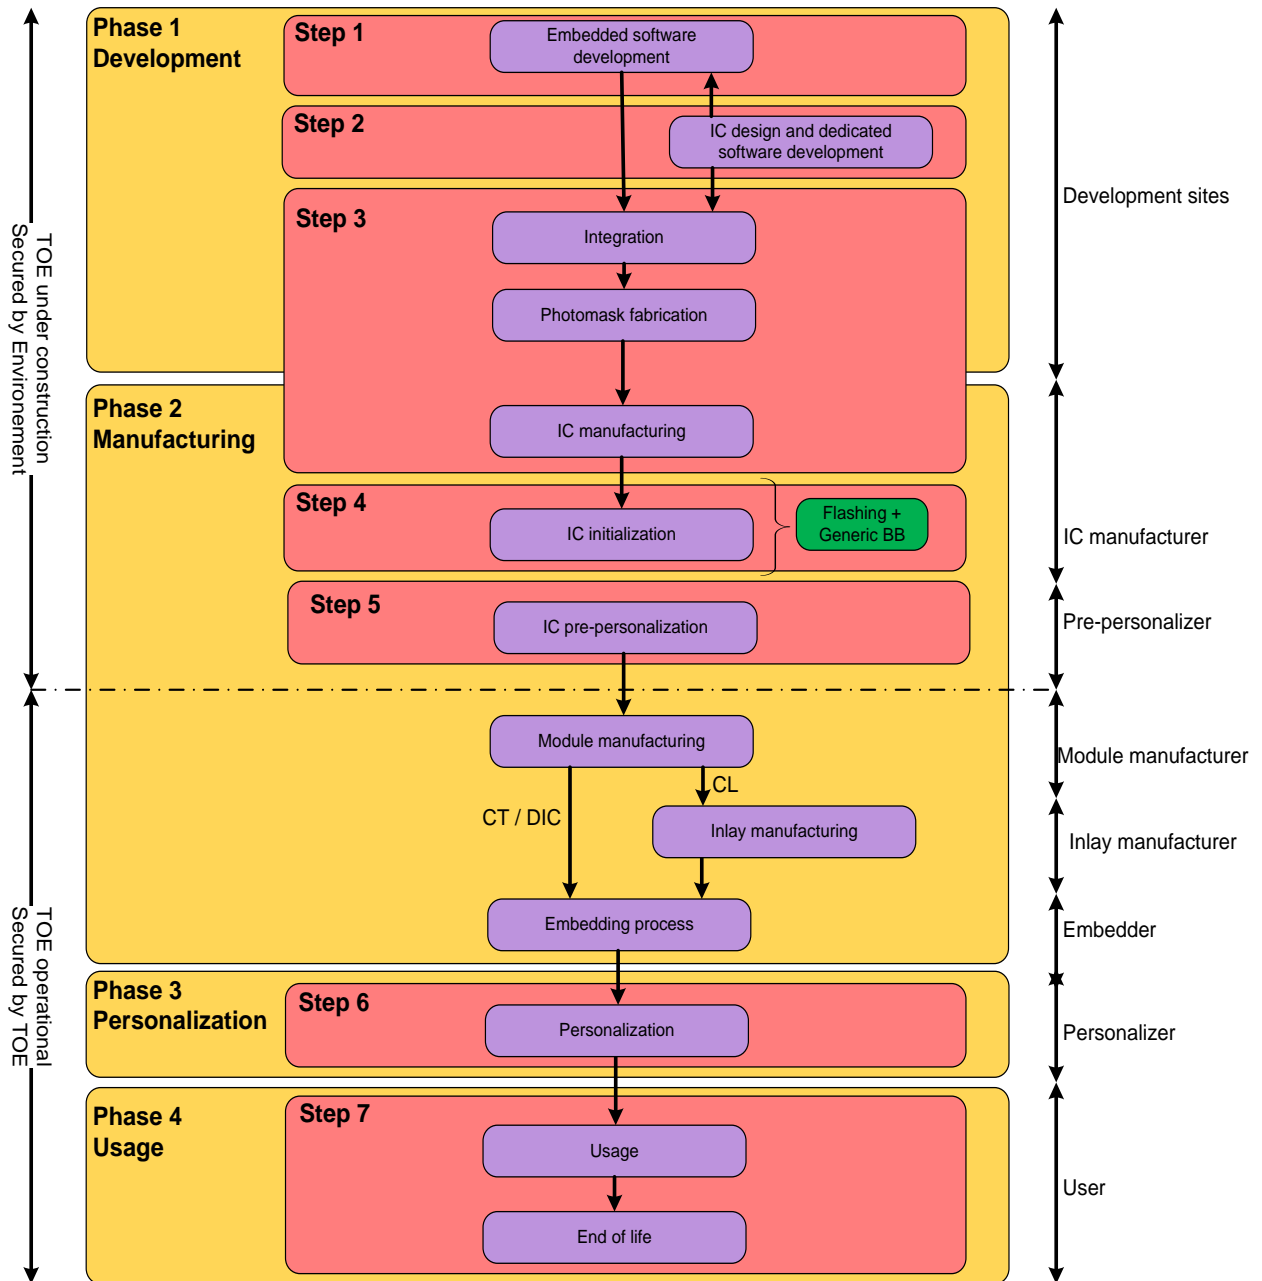 Phase 1
Development
Step 1
Embedded software
development
Step 2
IC design and dedicated
software development
Development sites
Step 3
Integration
Photomask fabrication
TOE under construction
Secured by Environement
Phase 2
Manufacturing
IC manufacturing
Step 4
IC initialization
Flashing +
Generic BB
IC manufacturer
Step 5
IC pre-personalization
Pre-personalizer
Module manufacturing
Module manufacturer
CL
CT / DIC
Inlay manufacturing
Inlay manufacturer
Embedding process
Embedder
TOE operational
Secured by TOE
Phase 3
Personalization
Step 6
Personalization
Personalizer
Phase 4
Usage
Step 7
Usage
User
End of life